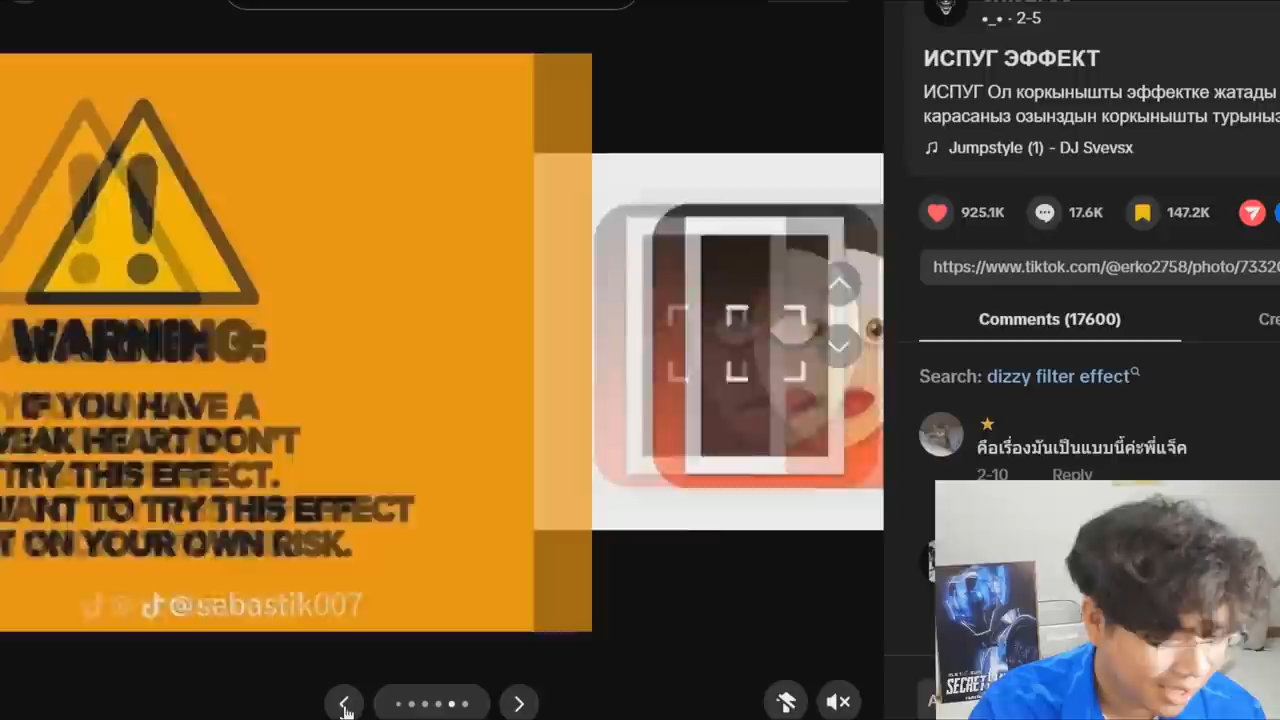 •_• · 2-5
ИСПУГ ЭФФЕКТ
ИСПУГ Ол коркынышты эффектке жатады
карасаныз озынздын коркынышты
Jumpstyle (1) - DJ Svevsx
925.1K
17.6K
147.2K
https://www.tiktok.com/@erko2758/photo/7332
Comments (17600)
Search: dizzy filter effect
คือเรื่องมันเป็นแบบนี้ค่ะพี่แจ็ค
2-10 Reply
WARNING:
IF YOU HAVE A
WEAK HEART DON'T
TRY THIS EFFECT.
WANT TO TRY THIS EFFECT
ON YOUR OWN RISK.
@sebastik007